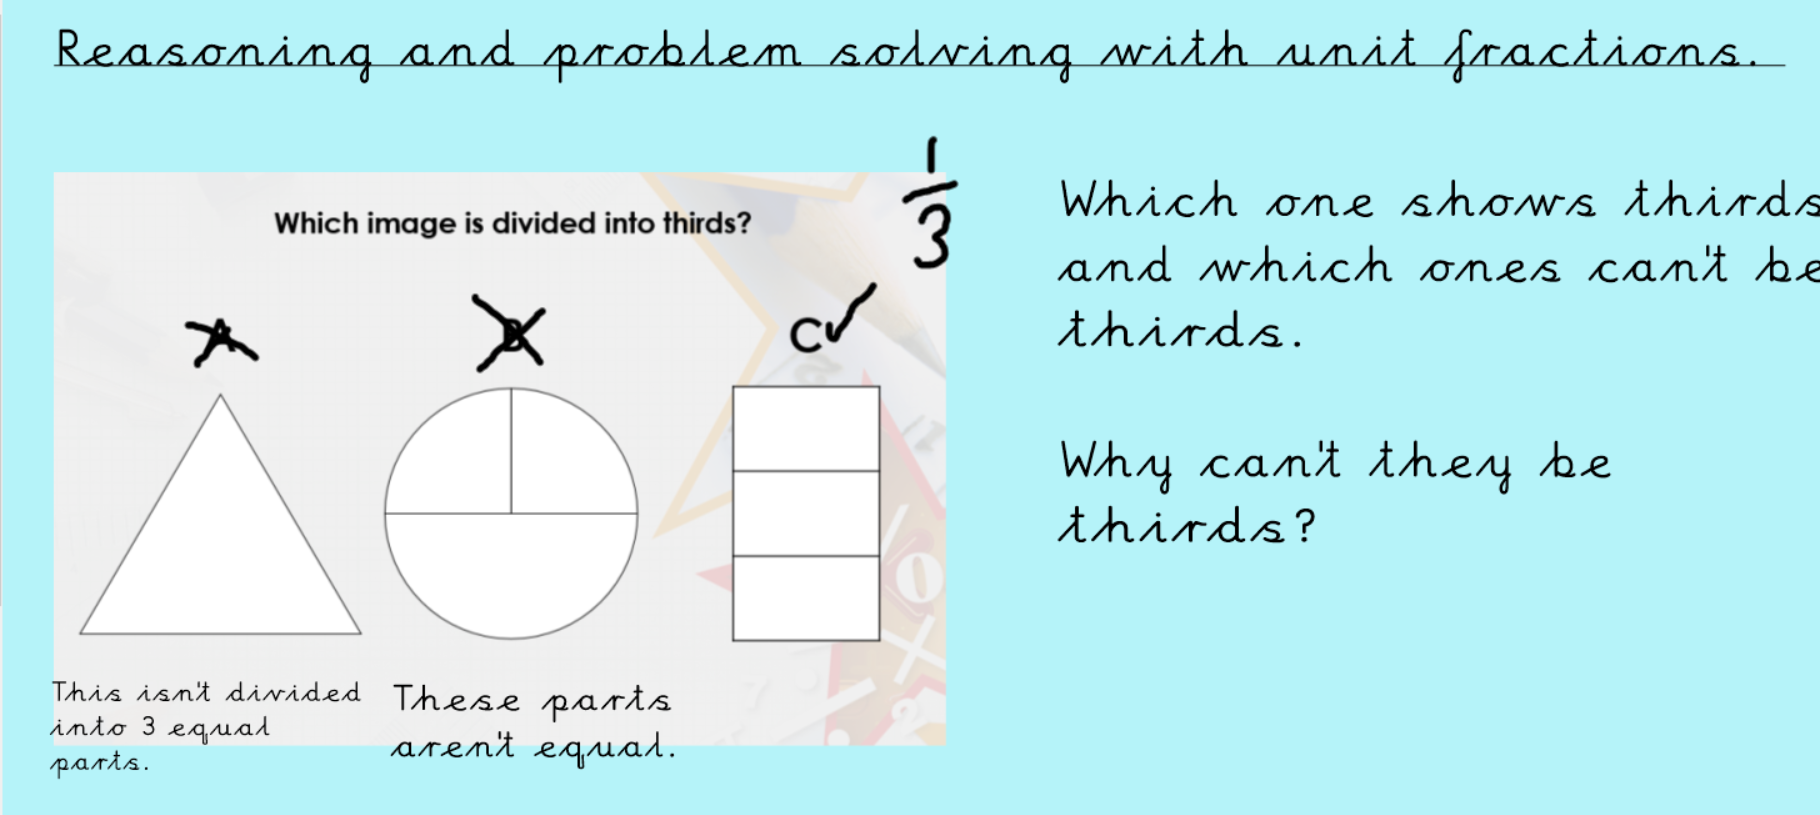 Reasoning and problem solving with unit fractions.
1
3
Which image is divided into thirds?
A
B
C
This isn't divided
into 3 equal
parts.
These parts
aren't equal.
Which one shows thirds
and which ones can't be
thirds.
Why can't they be
thirds?